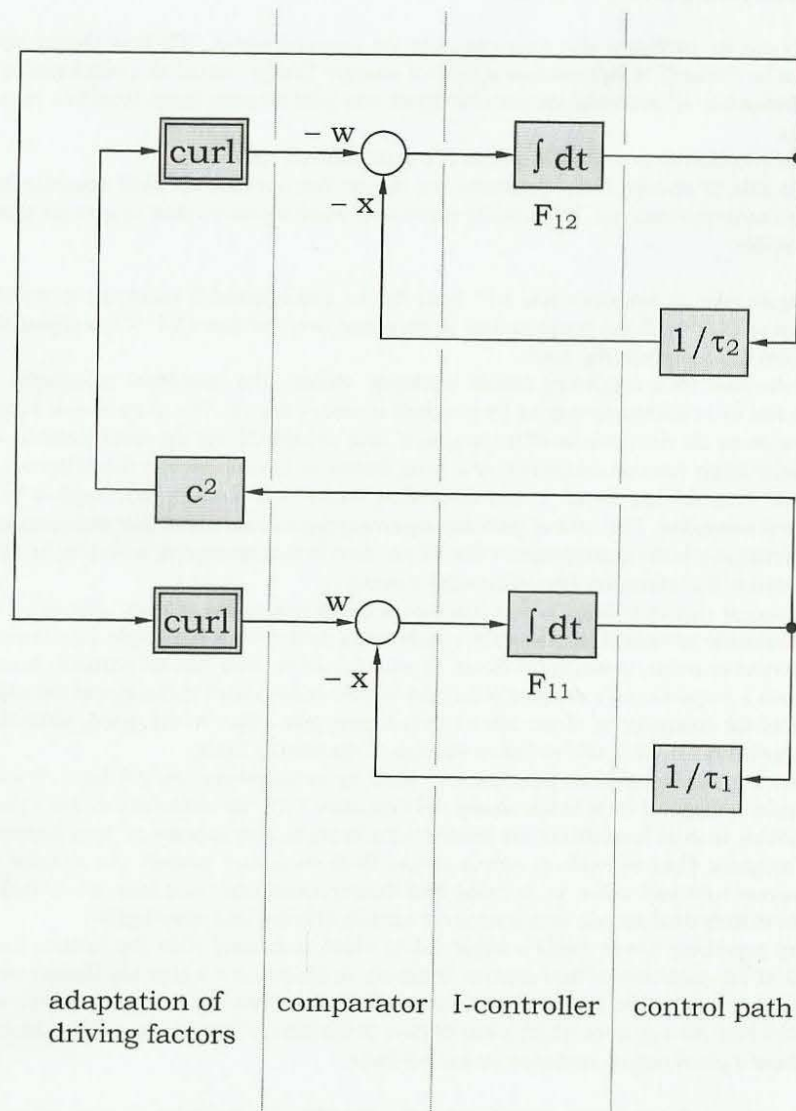 curl
– w
∫ dt
– x
F₁₂
1/τ₂
c²
curl
w
∫ dt
– x
F₁₁
1/τ₁
adaptation of
driving factors
comparator
I-controller
control path